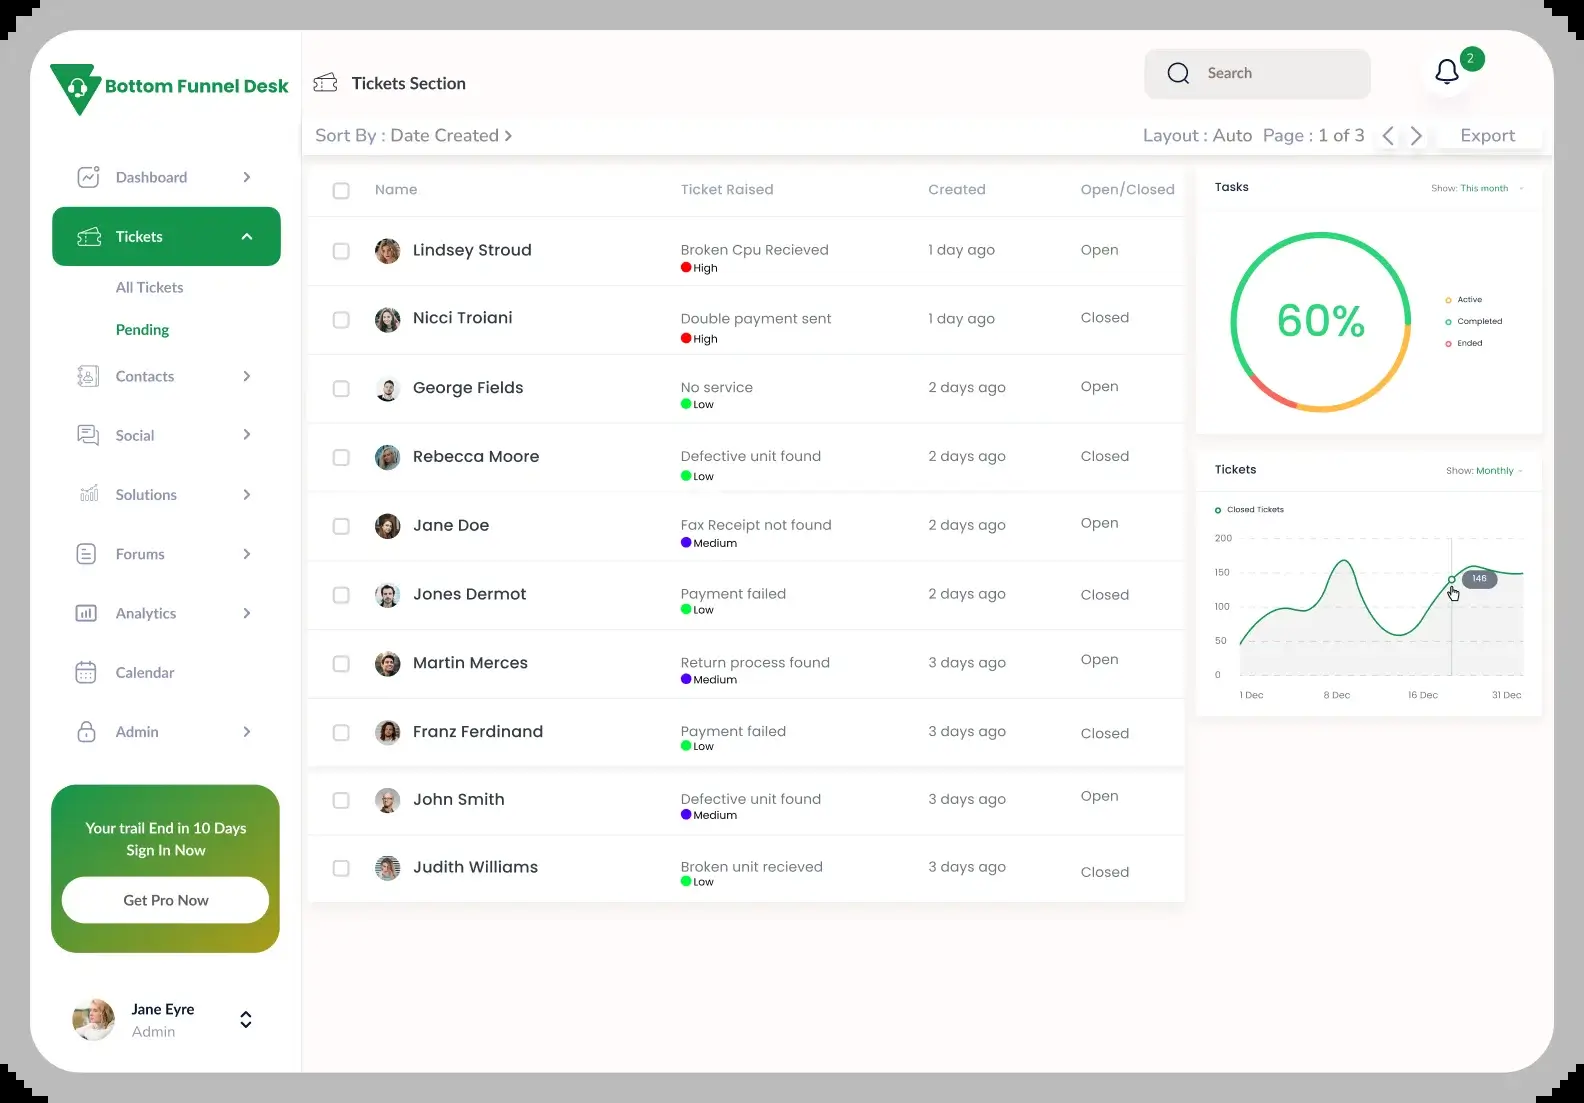 Bottom Funnel Desk
Tickets Section
Search
2
Sort By : Date Created >
Layout : Auto Page : 1 of 3
Export
Dashboard
Tickets
All Tickets
Pending
Contacts
Social
Solutions
Forums
Analytics
Calendar
Admin
Your trail End in 10 Days
Sign In Now
Get Pro Now
Jane Eyre
Admin
Name Ticket Raised Created Open/Closed
Lindsey Stroud Broken Cpu Recieved 1 day ago Open
High
Nicci Troiani Double payment sent 1 day ago Closed
High
George Fields No service 2 days ago Open
Low
Rebecca Moore Defective unit found 2 days ago Closed
Low
Jane Doe Fax Receipt not found 2 days ago Open
Medium
Jones Dermot Payment failed 2 days ago Closed
Low
Martin Merces Return process found 3 days ago Open
Medium
Franz Ferdinand Payment failed 3 days ago Closed
Low
John Smith Defective unit found 3 days ago Open
Medium
Judith Williams Broken unit recieved 3 days ago Closed
Low
Tasks Show: This month
60%
Active
Completed
Ended
Tickets Show: Monthly
Closed Tickets
200
150
146
100
50
0
1 Dec 8 Dec 16 Dec 31 Dec